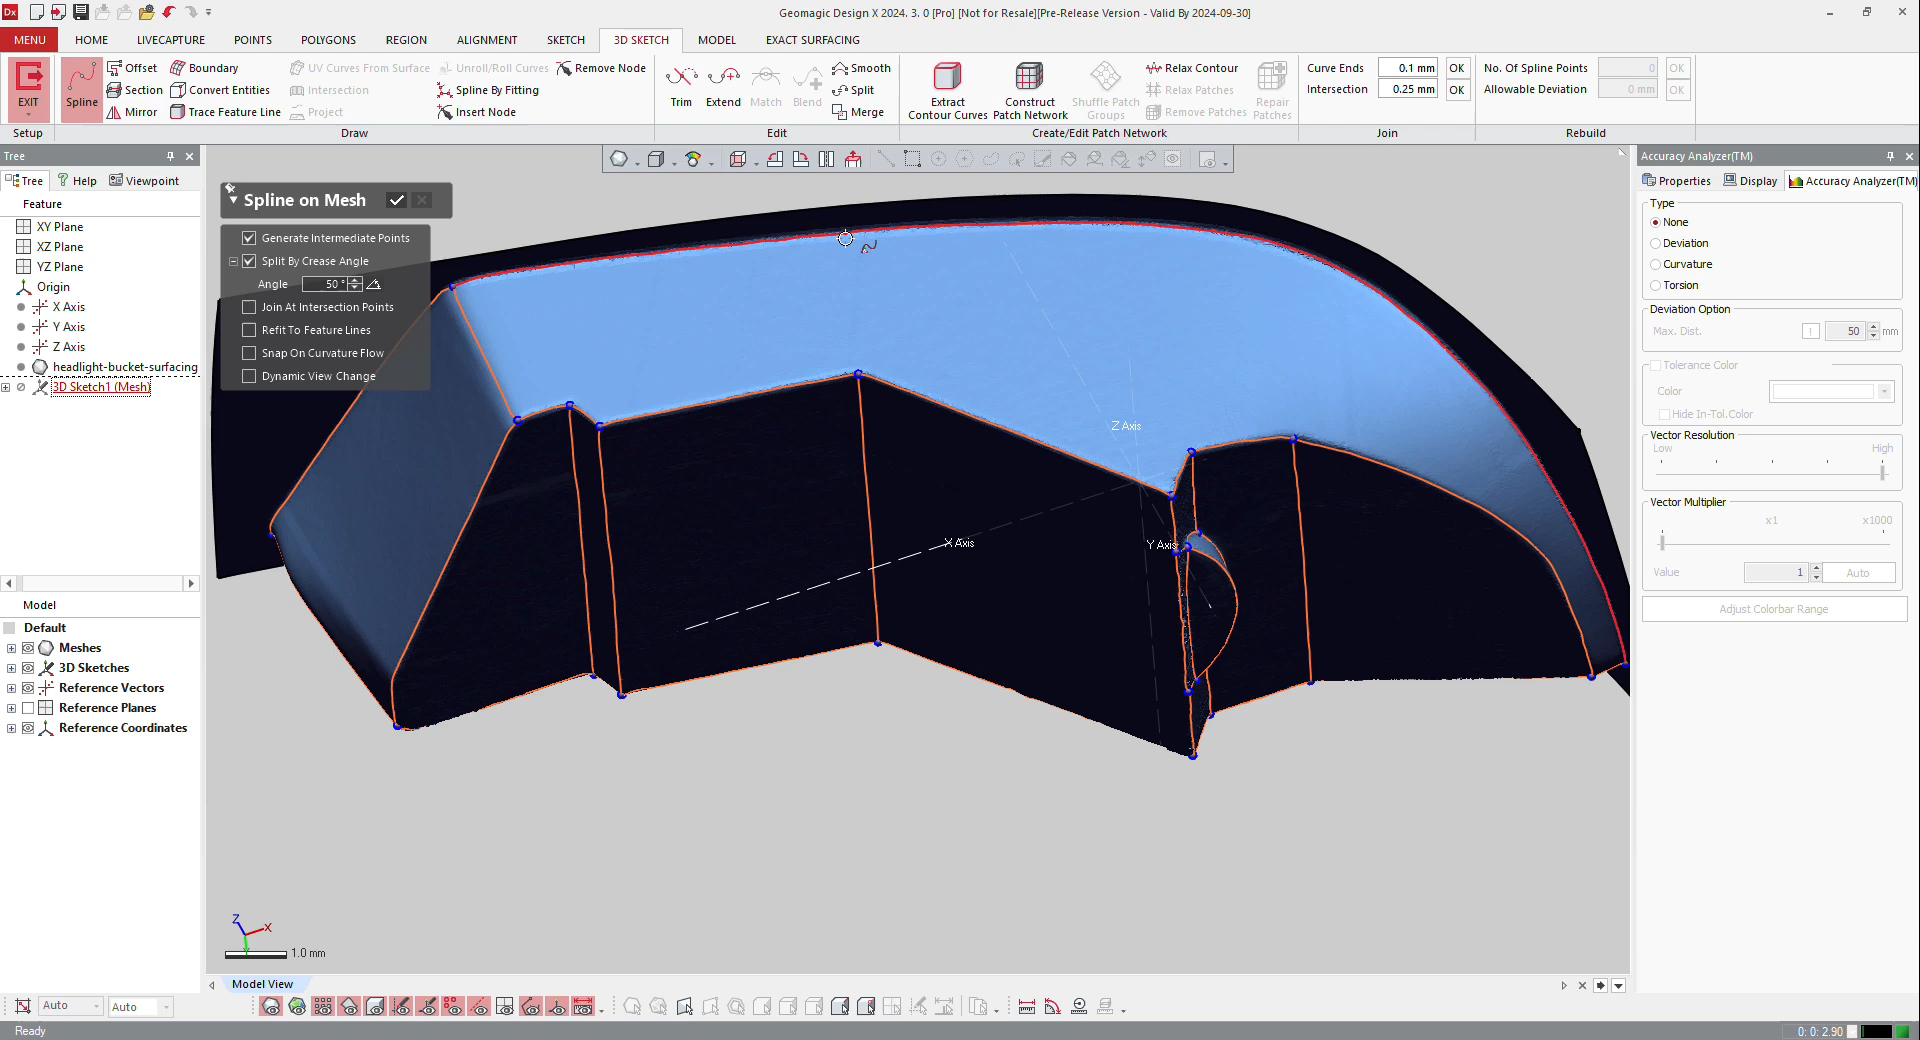 Dx
Geomagic Design X 2024. 3. 0 [Pro] [Not for Resale][Pre-Release Version - Valid By 2024-09-30]
MENU HOME LIVECAPTURE POINTS POLYGONS REGION ALIGNMENT SKETCH 3D SKETCH MODEL EXACT SURFACING
EXIT
Setup
Spline
Offset
Section
Mirror
Boundary
Convert Entities
Trace Feature Line
UV Curves From Surface
Intersection
Project
Unroll/Roll Curves
Spline By Fitting
Insert Node
Remove Node
Draw
Trim
Extend
Match
Blend
Smooth
Split
Merge
Edit
Extract
Contour Curves
Construct
Patch Network
Shuffle Patch
Groups
Relax Contour
Relax Patches
Remove Patches
Repair
Patches
Create/Edit Patch Network
Curve Ends 0.1 mm OK
Intersection 0.25 mm OK
Join
No. Of Spline Points 0 OK
Allowable Deviation 0 mm OK
Rebuild
Tree
Tree Help Viewpoint
Feature
XY Plane
XZ Plane
YZ Plane
Origin
X Axis
Y Axis
Z Axis
headlight-bucket-surfacing
3D Sketch1 (Mesh)
Model
Default
Meshes
3D Sketches
Reference Vectors
Reference Planes
Reference Coordinates
Spline on Mesh
Generate Intermediate Points
Split By Crease Angle
Angle 50 °
Join At Intersection Points
Refit To Feature Lines
Snap On Curvature Flow
Dynamic View Change
Z Axis
X Axis
Y Axis
Z
X
1.0 mm
Model View
Accuracy Analyzer(TM)
Properties Display Accuracy Analyzer(TM)
Type
None
Deviation
Curvature
Torsion
Deviation Option
Max. Dist. 50 mm
Tolerance Color
Color
Hide In-Tol.Color
Vector Resolution
Low High
Vector Multiplier
x1 x1000
Value 1 Auto
Adjust Colorbar Range
Auto Auto
Ready
0: 0: 2.90